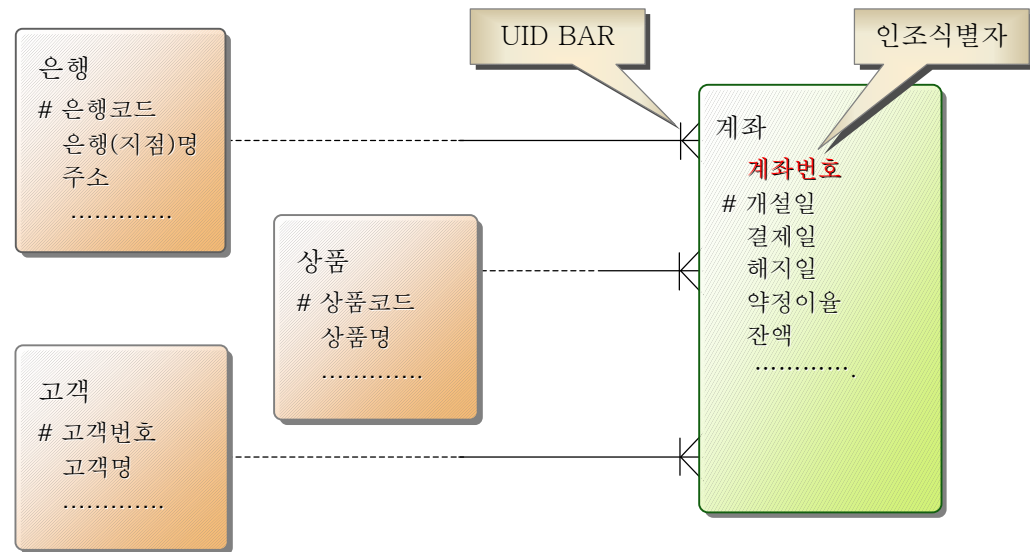 UID BAR
인조식별자
은행
# 은행코드
은행(지점)명
주소
.............
상품
# 상품코드
상품명
.............
고객
# 고객번호
고객명
.............
계좌
계좌번호
# 개설일
결제일
해지일
약정이율
잔액
.............